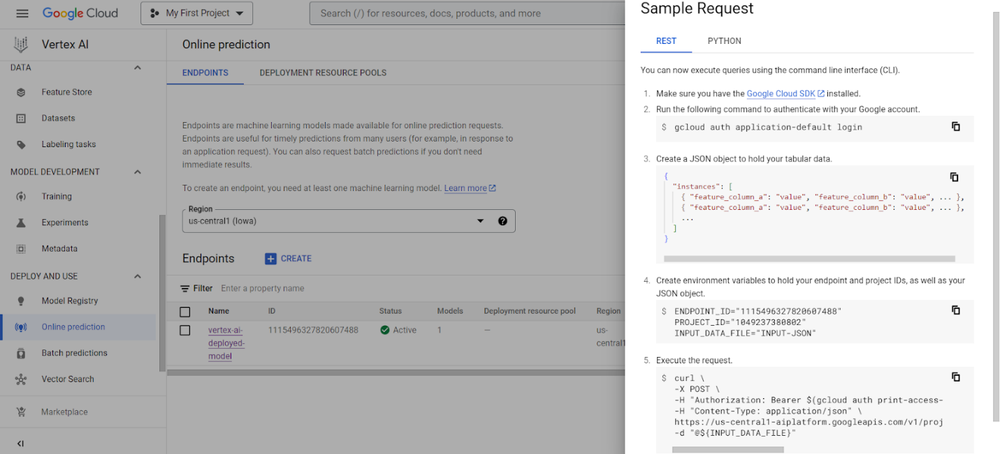 Google Cloud
My First Project
Search (/) for resources, docs, products, and more
Vertex AI
DATA
Feature Store
Datasets
Labeling tasks
MODEL DEVELOPMENT
Training
Experiments
Metadata
DEPLOY AND USE
Model Registry
Online prediction
Batch predictions
Vector Search
Marketplace
Online prediction
ENDPOINTS
DEPLOYMENT RESOURCE POOLS
Endpoints are machine learning models made available for online prediction requests.
Endpoints are useful for timely predictions from many users (for example, in response to
an application request). You can also request batch predictions if you don't need
immediate results.
To create an endpoint, you need at least one machine learning model. Learn more
Region
us-central1 (Iowa)
Endpoints
CREATE
Filter Enter a property name
Name ID Status Models Deployment resource pool Region
vertex-ai- 1115496327820607488 Active 1 — us-
deployed- central1
model
Sample Request
REST PYTHON
You can now execute queries using the command line interface (CLI).
1. Make sure you have the Google Cloud SDK installed.
2. Run the following command to authenticate with your Google account.
$ gcloud auth application-default login
3. Create a JSON object to hold your tabular data.
{
"instances": [
{ "feature_column_a": "value", "feature_column_b": "value", ... },
{ "feature_column_a": "value", "feature_column_b": "value", ... },
...
]
}
4. Create environment variables to hold your endpoint and project IDs, as well as your
JSON object.
$ ENDPOINT_ID="1115496327820607488"
PROJECT_ID="1049237380802"
INPUT_DATA_FILE="INPUT-JSON"
5. Execute the request.
$ curl \
-X POST \
-H "Authorization: Bearer $(gcloud auth print-access-
-H "Content-Type: application/json" \
https://us-central1-aiplatform.googleapis.com/v1/proj
-d "@${INPUT_DATA_FILE}"